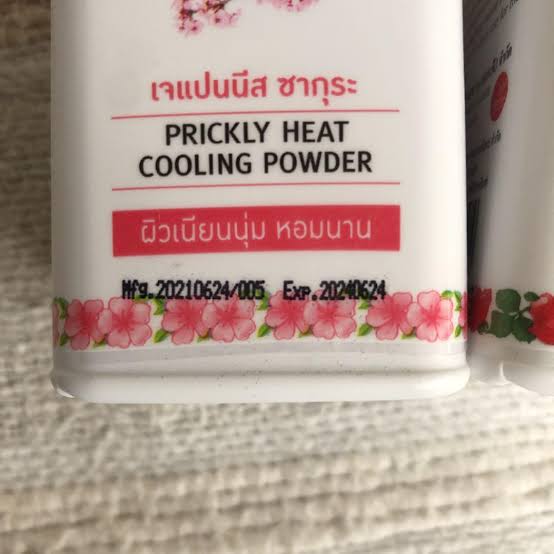 เจแปนนีส ซากุระ
PRICKLY HEAT
COOLING POWDER
ผิวเนียนนุ่ม หอมนาน
Mfg.20210624/005 Exp.20240624